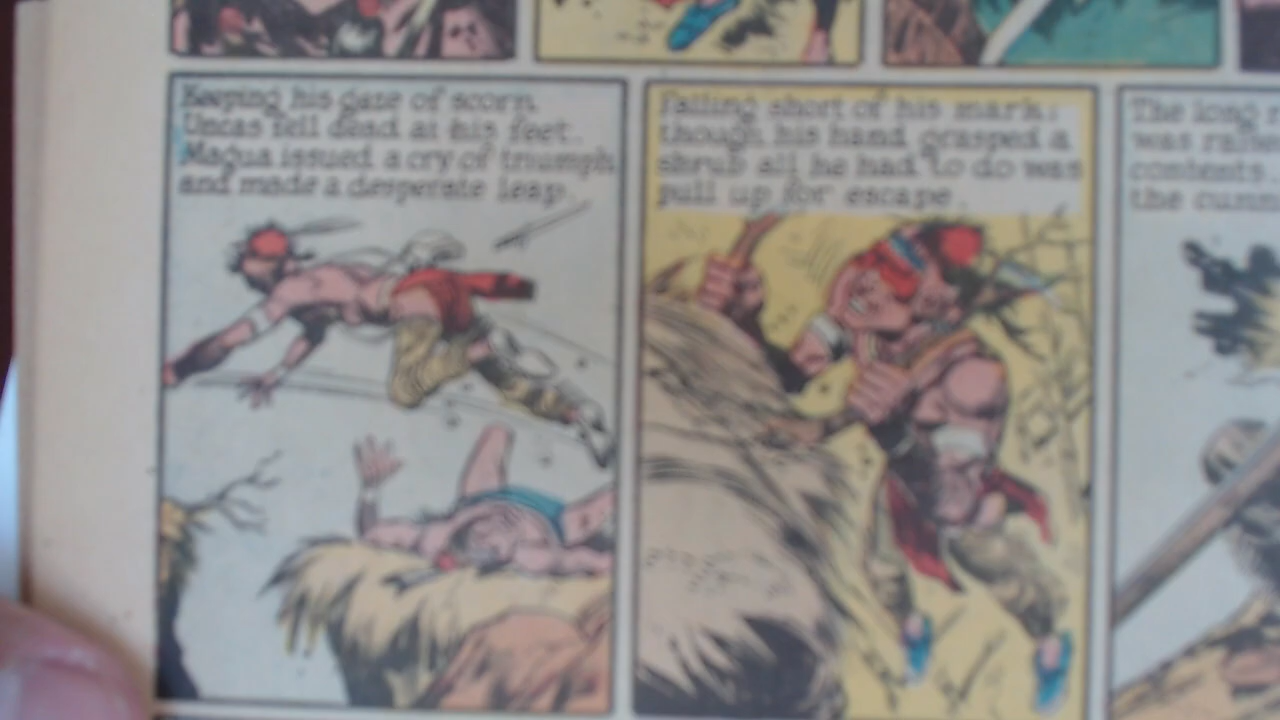 Keeping his gaze of scorn.
Uncas fell dead at his feet.
Magua issued a cry of triumph
and made a desperate leap.
Falling short of his mark:
though his hand grasped a
shrub all he had to do was
pull up for escape.
The long
was
contents.
the